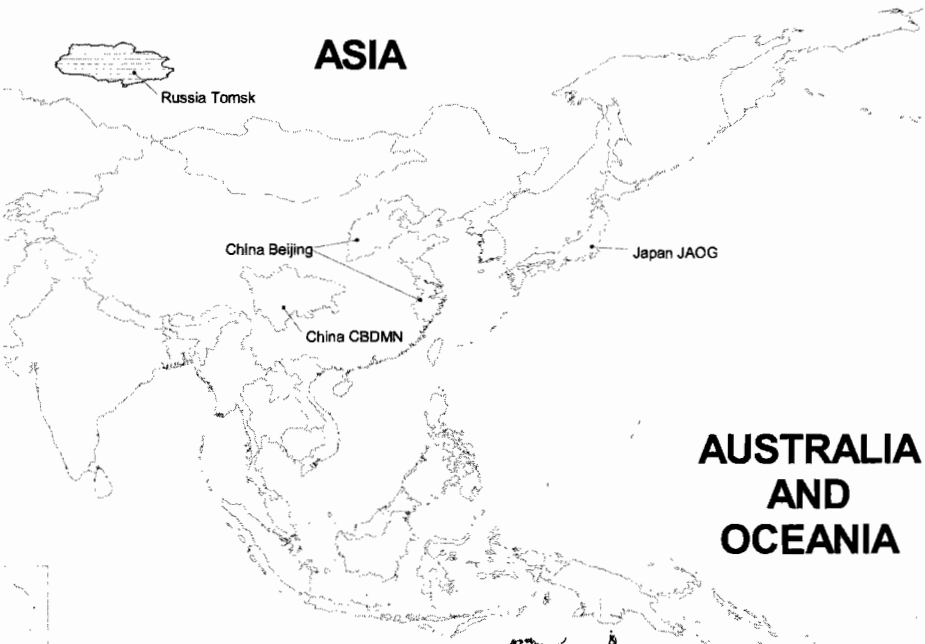 ASIA
Russia Tomsk
China Beijing
Japan JAOG
China CBDMN
AUSTRALIA
AND
OCEANIA